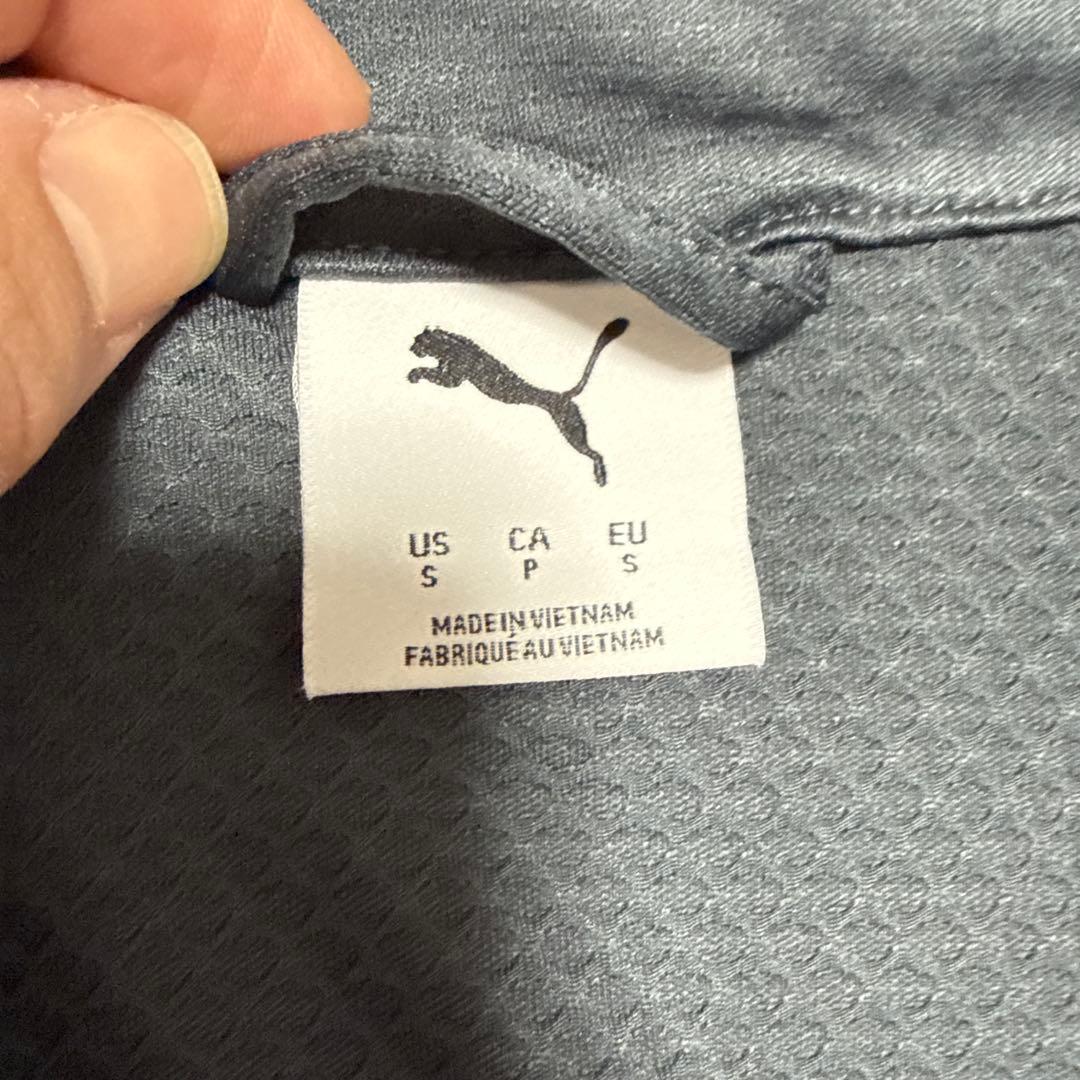 US CA EU
S P S
MADE IN VIETNAM
FABRIQUÉ AU VIETNAM